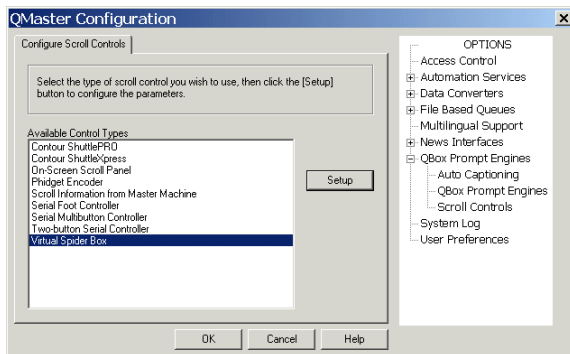 QMaster Configuration
Configure Scroll Controls
Select the type of scroll control you wish to use, then click the [Setup]
button to configure the parameters.
Available Control Types
Contour ShuttlePRO
Contour ShuttleXpress
On-Screen Scroll Panel
Phidget Encoder
Scroll Information from Master Machine
Serial Foot Controller
Serial Multibutton Controller
Two-button Serial Controller
Virtual Spider Box
Setup
OK
Cancel
Help
OPTIONS
Access Control
Automation Services
Data Converters
File Based Queues
Multilingual Support
News Interfaces
QBox Prompt Engines
Auto Captioning
QBox Prompt Engines
Scroll Controls
System Log
User Preferences